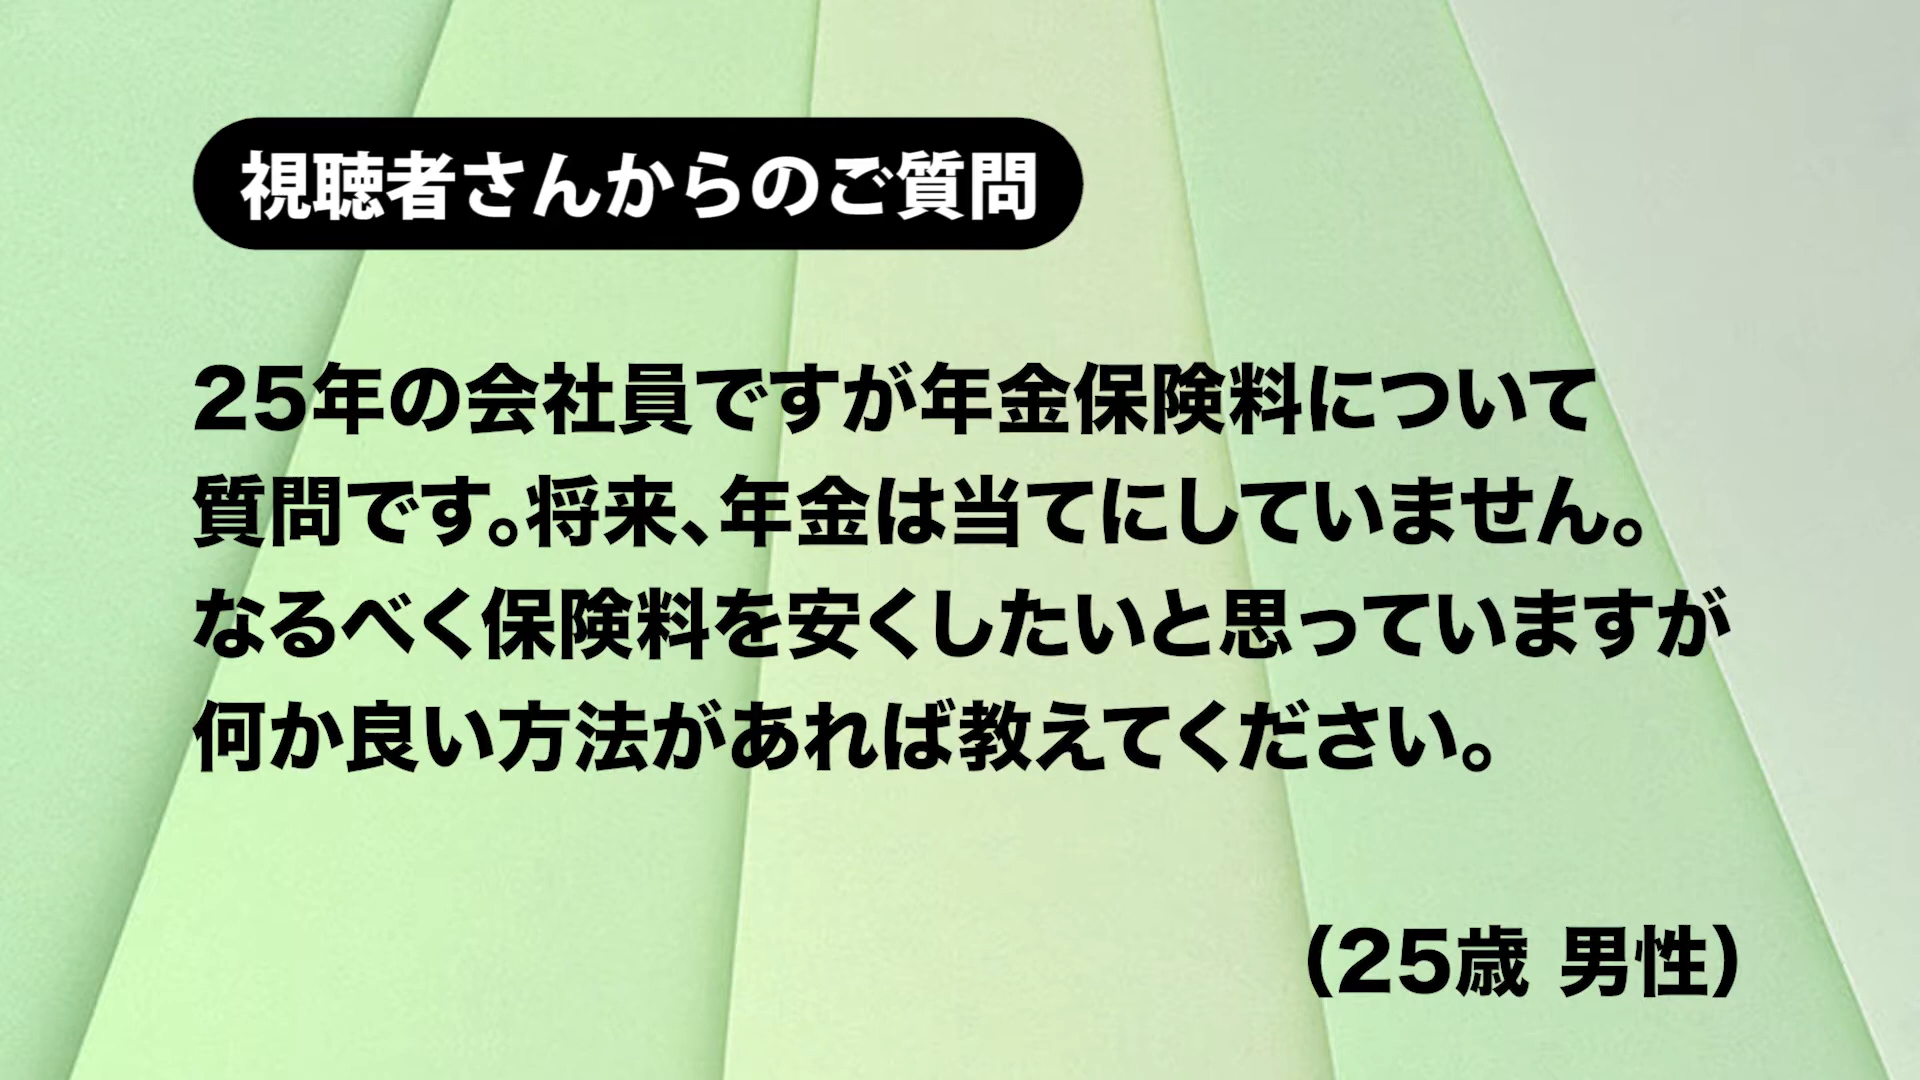 視聴者さんからのご質問
25年の会社員ですが年金保険料について
質問です。将来、年金は当てにしていません。
なるべく保険料を安くしたいと思っていますが
何か良い方法があれば教えてください。
（25歳 男性）